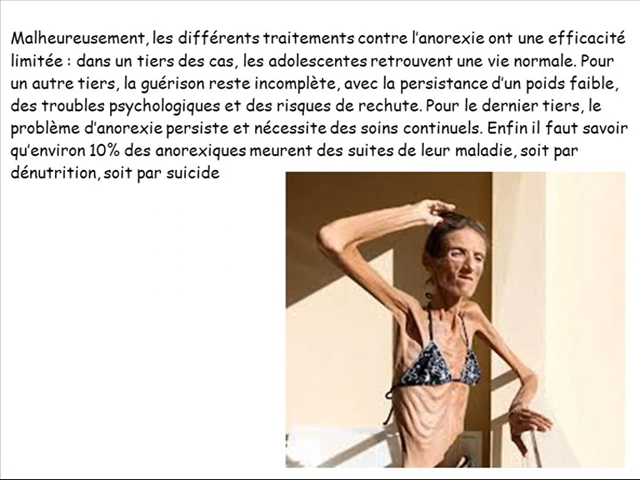 Malheureusement, les différents traitements contre l'anorexie ont une efficacité
limitée : dans un tiers des cas, les adolescentes retrouvent une vie normale. Pour
un autre tiers, la guérison reste incomplète, avec la persistance d'un poids faible,
des troubles psychologiques et des risques de rechute. Pour le dernier tiers, le
problème d'anorexie persiste et nécessite des soins continuels. Enfin il faut savoir
qu'environ 10% des anorexiques meurent des suites de leur maladie, soit par
dénutrition, soit par suicide